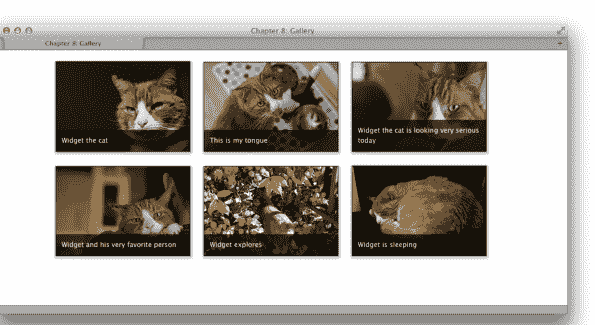 Chapter 8: Gallery
Chapter 8: Gallery
Widget the cat
This is my tongue
Widget the cat is looking very serious
today
Widget and his very favorite person
Widget explores
Widget is sleeping